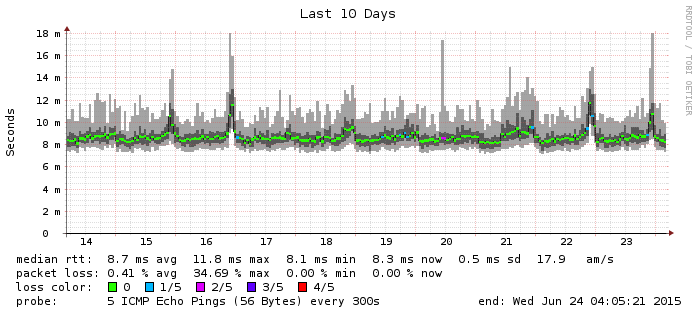 Last 10 Days
RRDTOOL / TOBI OETIKER
Seconds
18 m
16 m
14 m
12 m
10 m
8 m
6 m
4 m
2 m
0
14 15 16 17 18 19 20 21 22 23
median rtt: 8.7 ms avg 11.8 ms max 8.1 ms min 8.3 ms now 0.5 ms sd 17.9 am/s
packet loss: 0.41 % avg 34.69 % max 0.00 % min 0.00 % now
loss color: 0 1/5 2/5 3/5 4/5
probe: 5 ICMP Echo Pings (56 Bytes) every 300s end: Wed Jun 24 04:05:21 2015